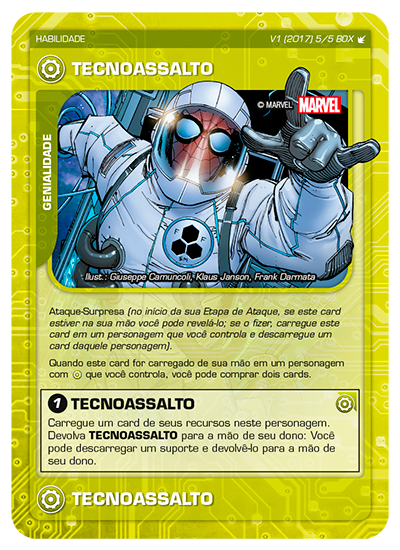 HABILIDADE V1 (2017) 5/5 BOX
TECNOASSALTO
© MARVEL MARVEL
GENIALIDADE
F F
Ilust.: Giuseppe Camuncoli, Klaus Janson, Frank Darmata
Ataque-Surpresa (no início da sua Etapa de Ataque, se este card
estiver na sua mão você pode revelá-lo; se o fizer, carregue este
card em um personagem que você controla e descarregue um
card daquele personagem).
Quando este card for carregado de sua mão em um personagem
com que você controla, você pode comprar dois cards.
1 TECNOASSALTO
Carregue um card de seus recursos neste personagem.
Devolva TECNOASSALTO para a mão de seu dono: Você
pode descarregar um suporte e devolvê-lo para a mão de
seu dono.
TECNOASSALTO